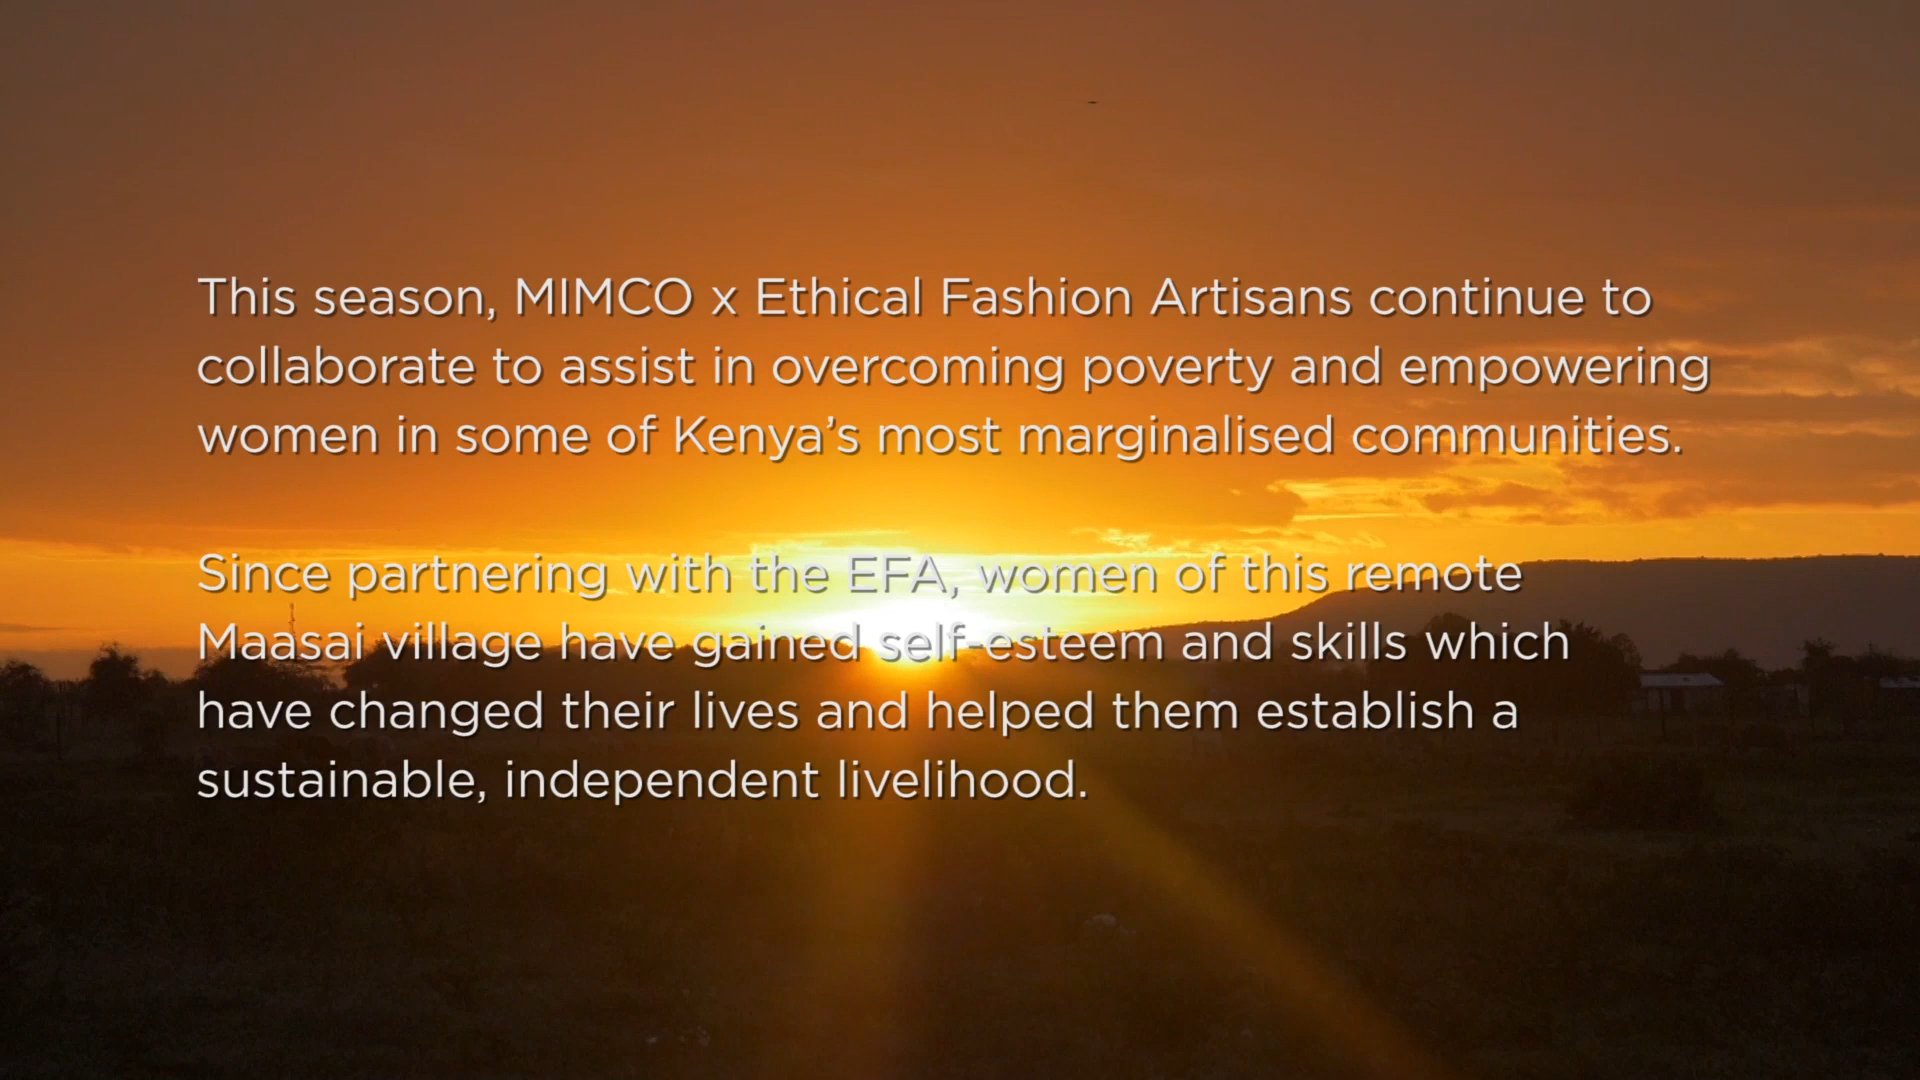 This season, MIMCO x Ethical Fashion Artisans continue to
collaborate to assist in overcoming poverty and empowering
women in some of Kenya’s most marginalised communities.
Since partnering with the EFA, women of this remote
Maasai village have gained self-esteem and skills which
have changed their lives and helped them establish a
sustainable, independent livelihood.